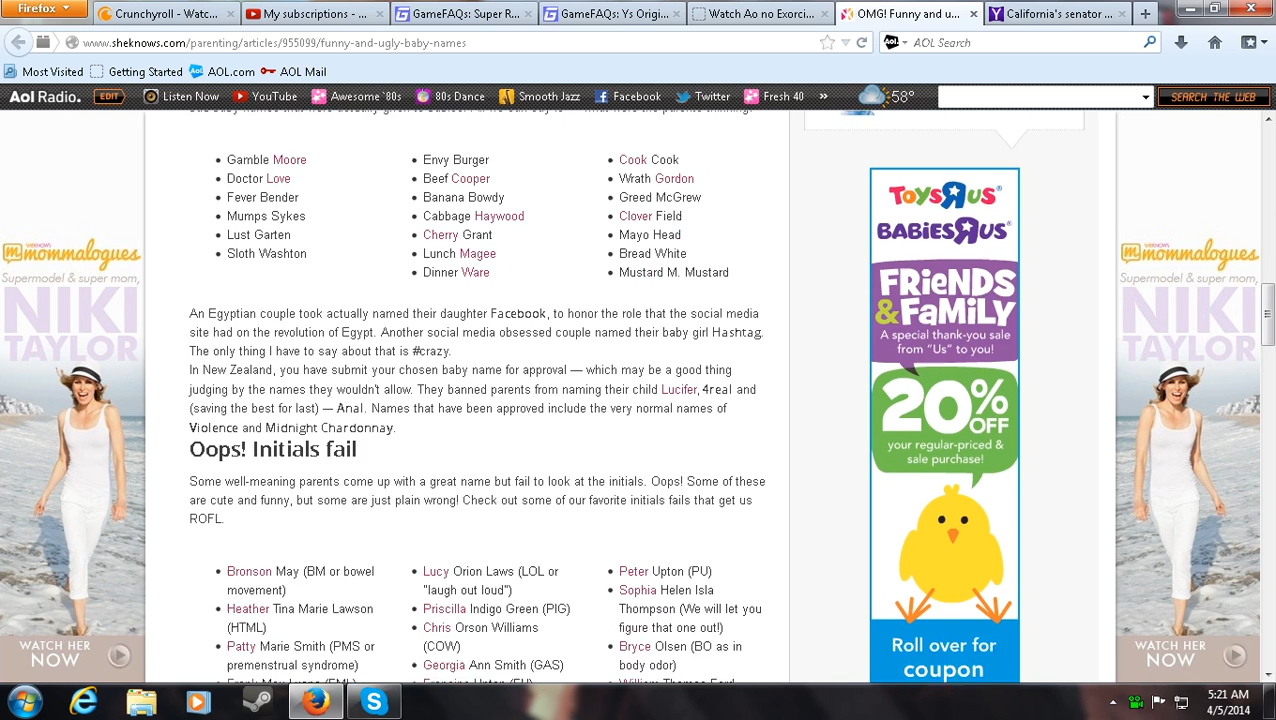 Firefox
Crunchyroll - Watc...
My subscriptions - ...
GameFAQs: Super R...
GameFAQs: Ys Origi...
Watch Ao no Exorci...
OMG! Funny and u...
California's senator ...
www.sheknows.com/parenting/articles/955099/funny-and-ugly-baby-names
Aol. AOL Search
Most Visited Getting Started Aol. AOL.com AOL Mail
Aol Radio. EDIT Listen Now YouTube Awesome `80s 80s Dance Smooth Jazz Facebook Twitter Fresh 40 » 58° SEARCH THE WEB
Gamble Moore
Doctor Love
Fever Bender
Mumps Sykes
Lust Garten
Sloth Washton
Envy Burger
Beef Cooper
Banana Bowdy
Cabbage Haywood
Cherry Grant
Lunch Magee
Dinner Ware
Cook Cook
Wrath Gordon
Greed McGrew
Clover Field
Mayo Head
Bread White
Mustard M. Mustard
An Egyptian couple took actually named their daughter Facebook, to honor the role that the social media
site had on the revolution of Egypt. Another social media obsessed couple named their baby girl Hashtag.
The only thing I have to say about that is #crazy.
In New Zealand, you have submit your chosen baby name for approval — which may be a good thing
judging by the names they wouldn't allow. They banned parents from naming their child Lucifer, 4real and
(saving the best for last) — Anal. Names that have been approved include the very normal names of
Violence and Midnight Chardonnay.
Oops! Initials fail
Some well-meaning parents come up with a great name but fail to look at the initials. Oops! Some of these
are cute and funny, but some are just plain wrong! Check out some of our favorite initials fails that get us
ROFL.
Bronson May (BM or bowel
movement)
Heather Tina Marie Lawson
(HTML)
Patty Marie Smith (PMS or
premenstrual syndrome)
Lucy Orion Laws (LOL or
"laugh out loud")
Priscilla Indigo Green (PIG)
Chris Orson Williams
(COW)
Georgia Ann Smith (GAS)
Peter Upton (PU)
Sophia Helen Isla
Thompson (We will let you
figure that one out!)
Bryce Olsen (BO as in
body odor)
SHEKNOWS
mommalogues
Supermodel & super mom,
NIKI
TAYLOR
WATCH HER
NOW
ToysRus
BABIESRUS
FRIENDS
& FAMILY
A special thank-you sale
from "Us" to you!
20% OFF
your regular-priced &
sale purchase!
Roll over for
coupon
SHEKNOWS
mommalogues
Supermodel & super mom,
NIKI
TAYLOR
WATCH HER
NOW
5:21 AM
4/5/2014